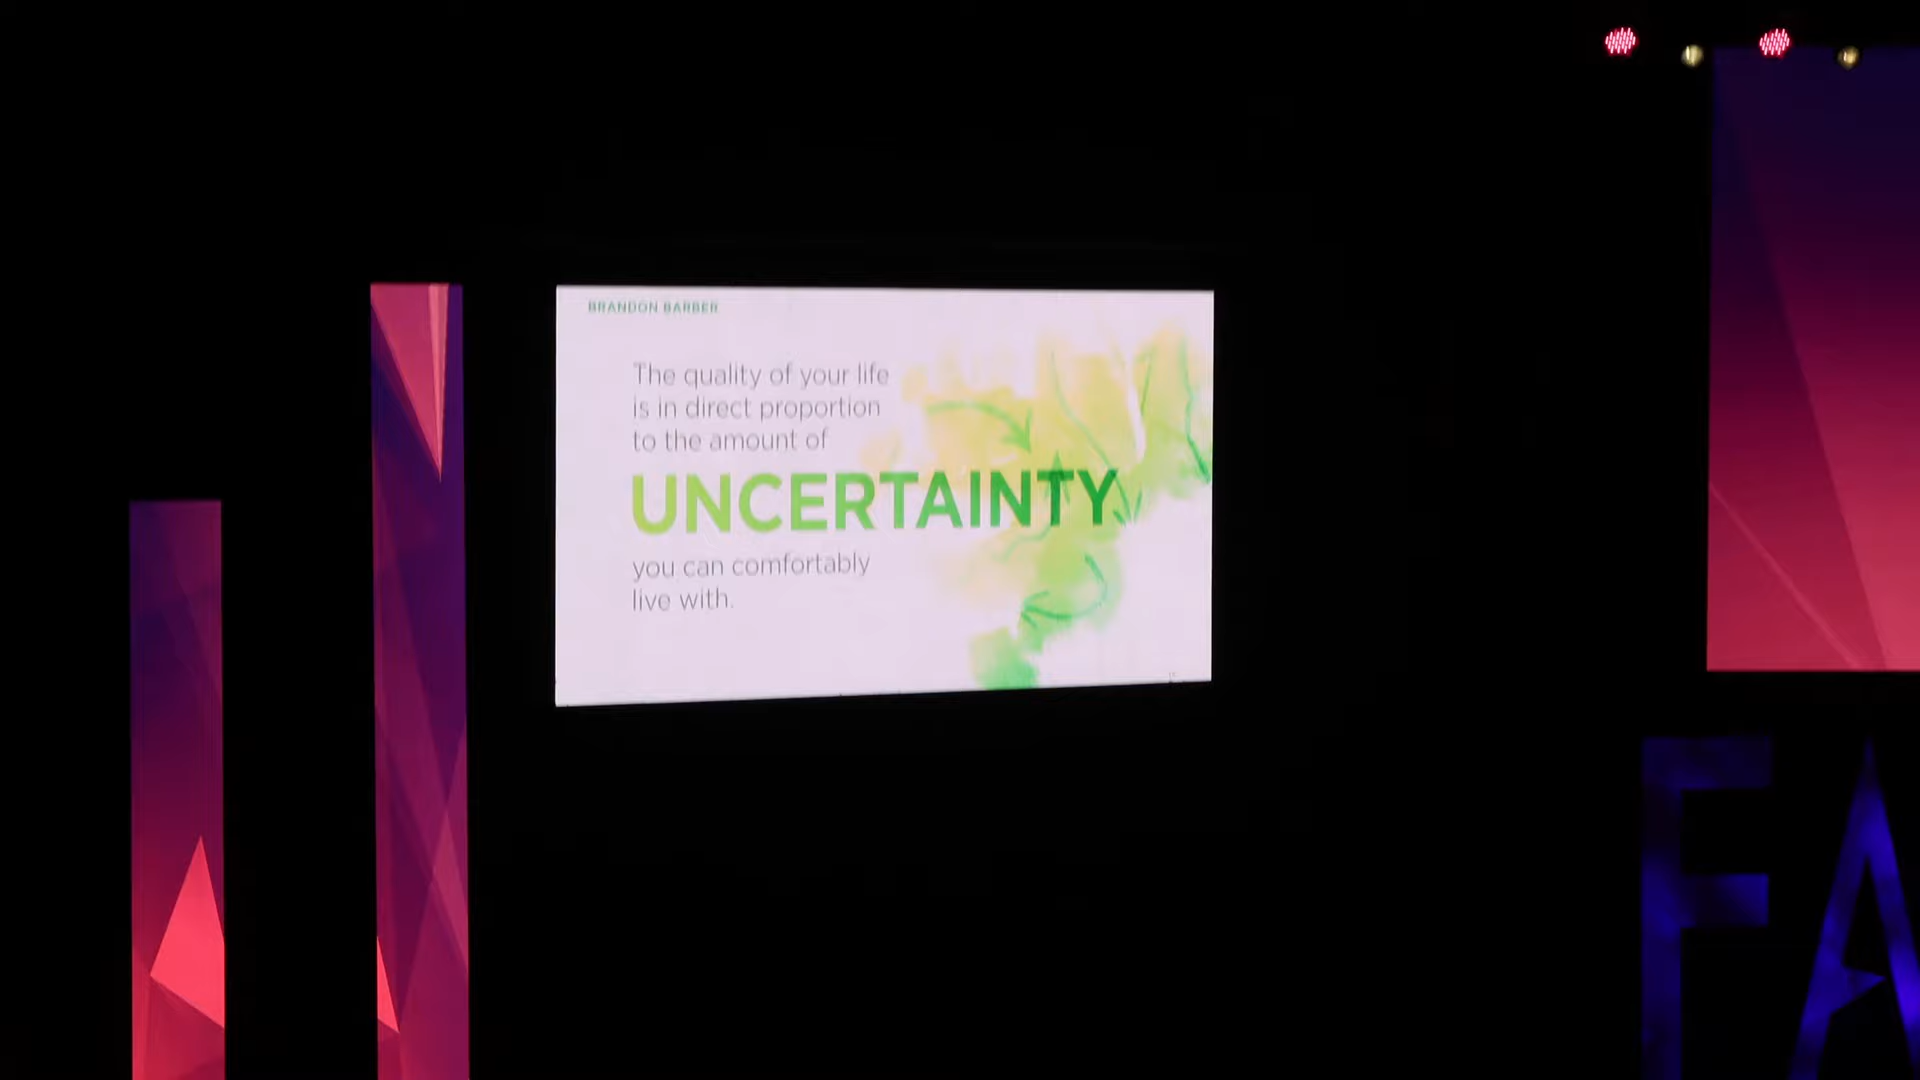 BRANDON BARBER
The quality of your life
is in direct proportion
to the amount of
UNCERTAINTY
you can comfortably
live with.
FA